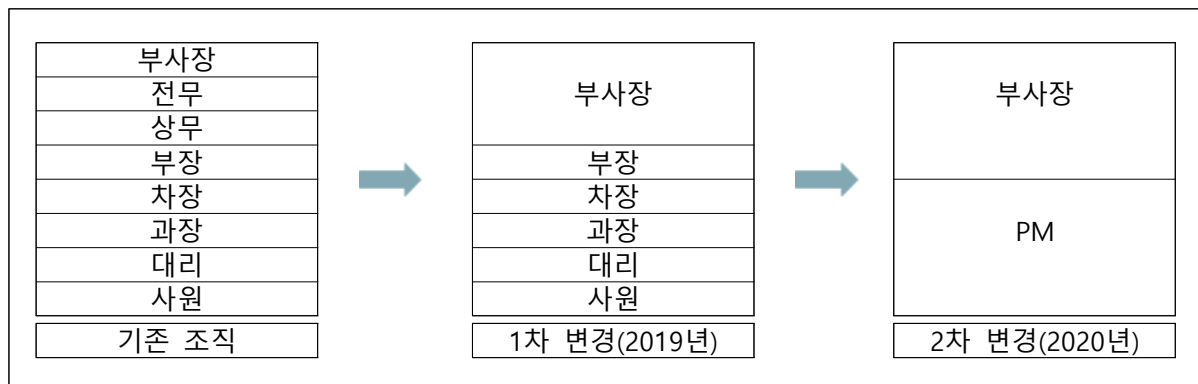 부사장
전무
상무
부장
차장
과장
대리
사원
기존 조직
부사장
부장
차장
과장
대리
사원
1차 변경(2019년)
부사장
PM
2차 변경(2020년)